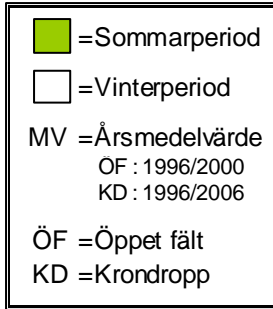 =Sommarperiod
=Vinterperiod
MV =Årsmedelvärde
ÖF : 1996/2000
KD : 1996/2006
ÖF =Öppet fält
KD =Krondropp